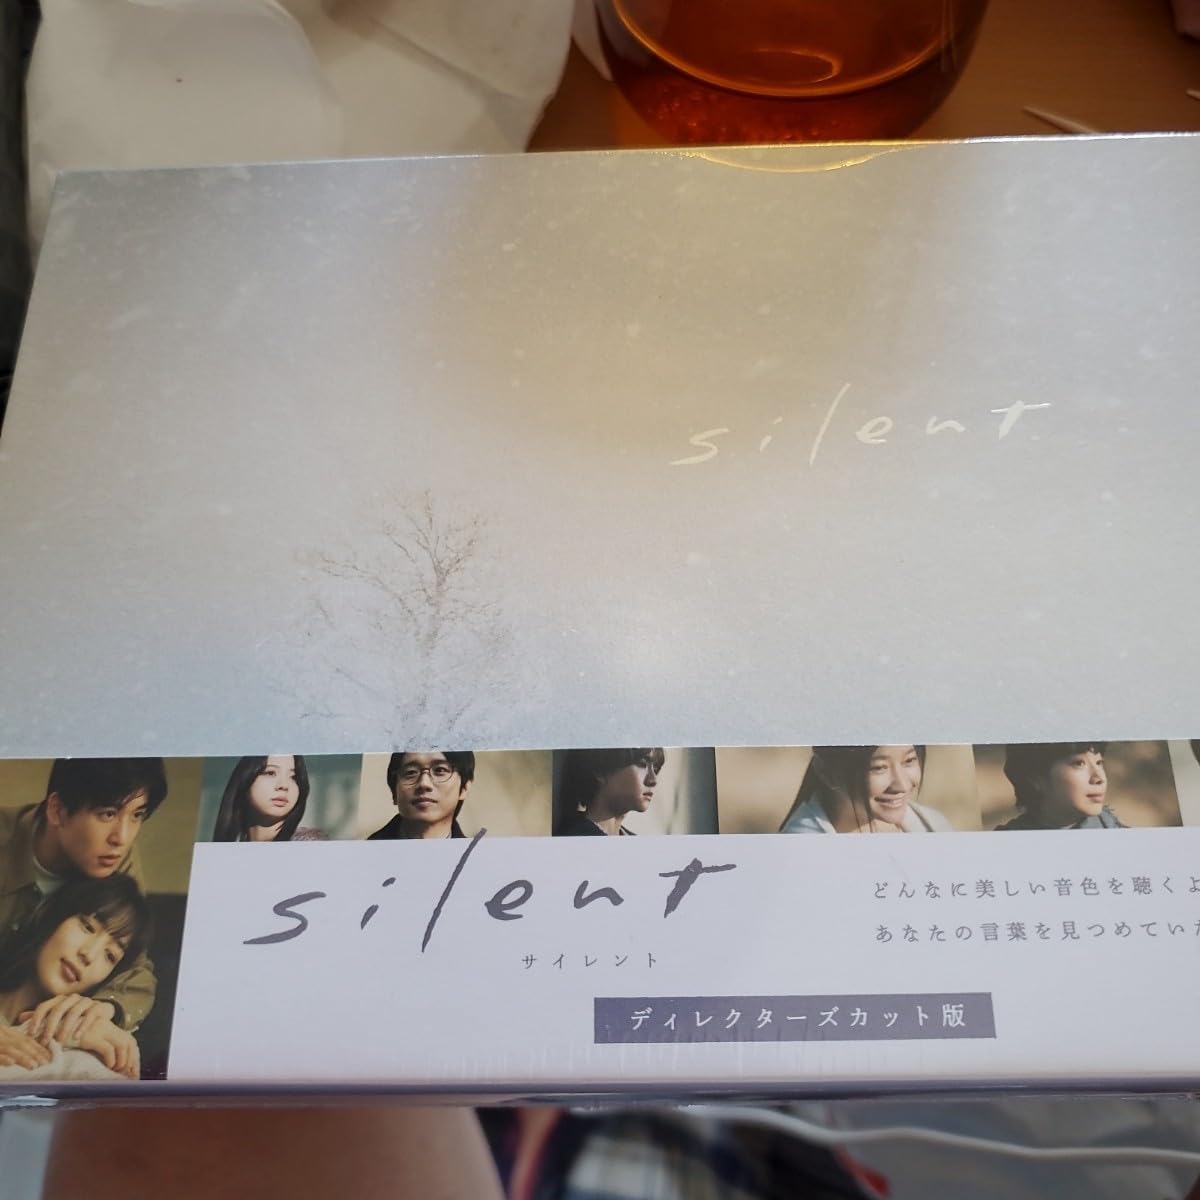 silent
silent
サイレント
どんなに美しい音色を聴くよ
あなたの言葉を見つめていた
ディレクターズカット版